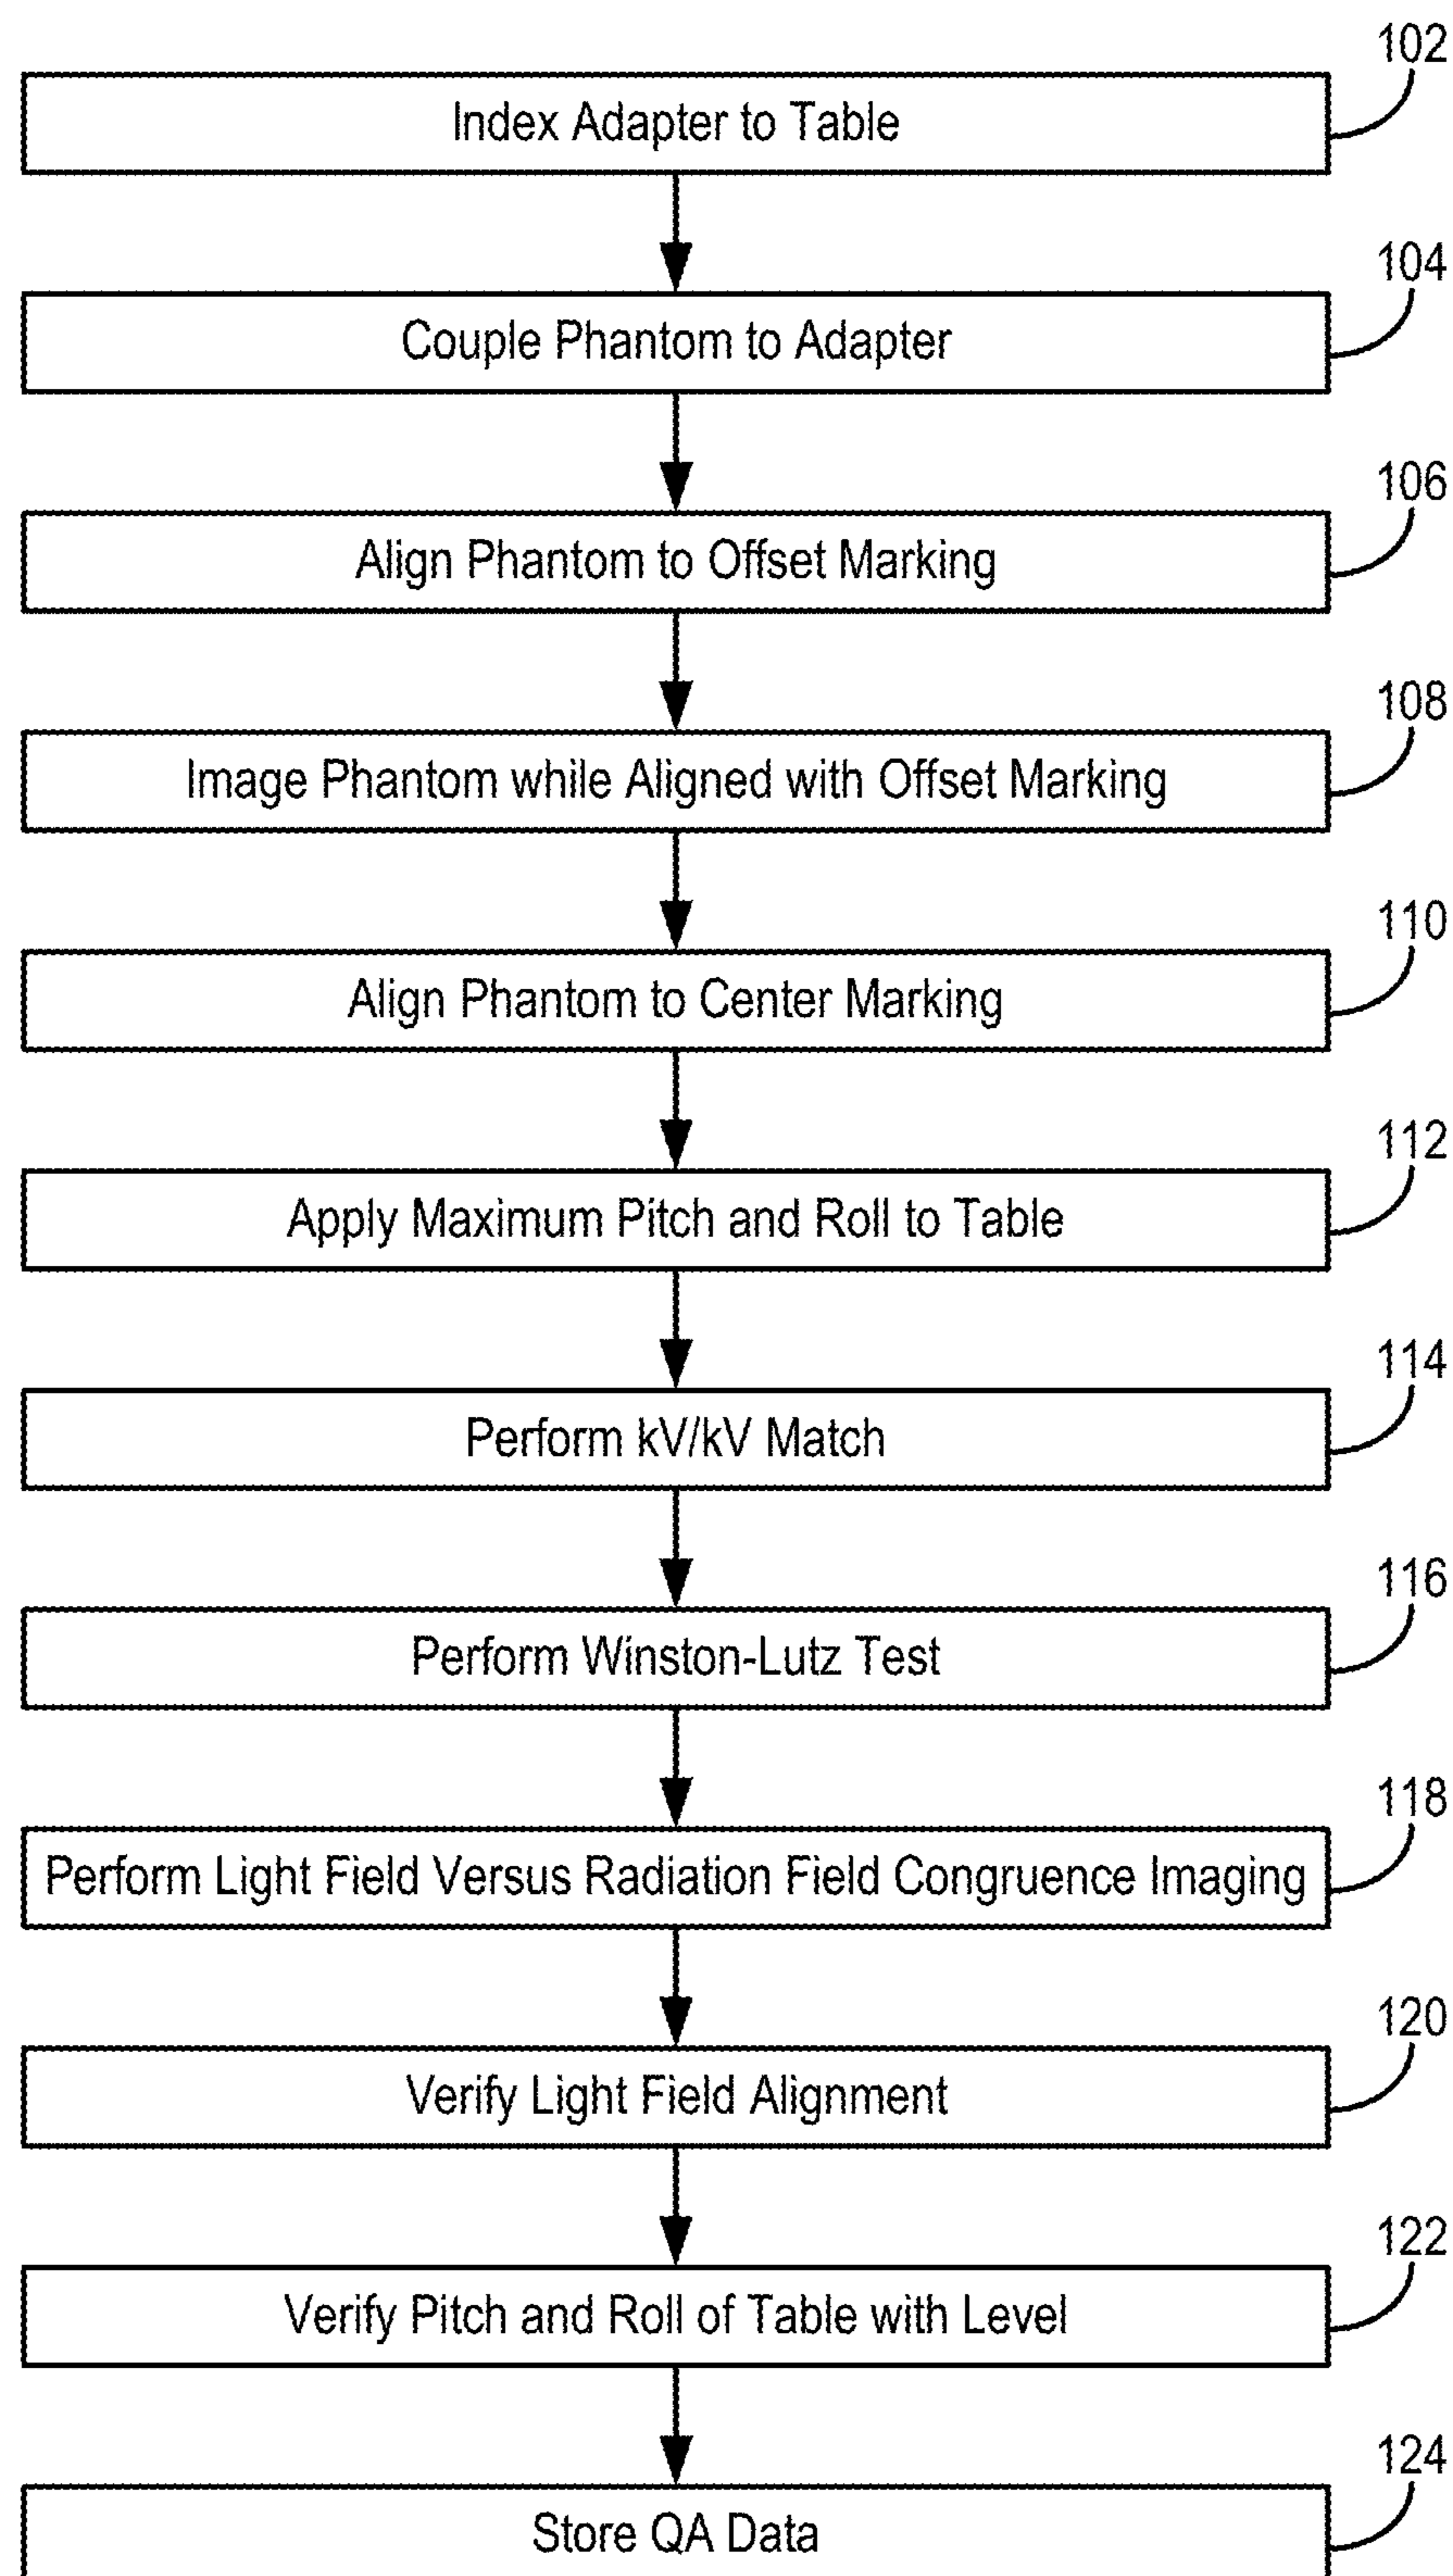 102
Index Adapter to Table
104
Couple Phantom to Adapter
106
Align Phantom to Offset Marking
108
Image Phantom while Aligned with Offset Marking
110
Align Phantom to Center Marking
112
Apply Maximum Pitch and Roll to Table
114
Perform kV/kV Match
116
Perform Winston-Lutz Test
118
Perform Light Field Versus Radiation Field Congruence Imaging
120
Verify Light Field Alignment
122
Verify Pitch and Roll of Table with Level
124
Store QA Data